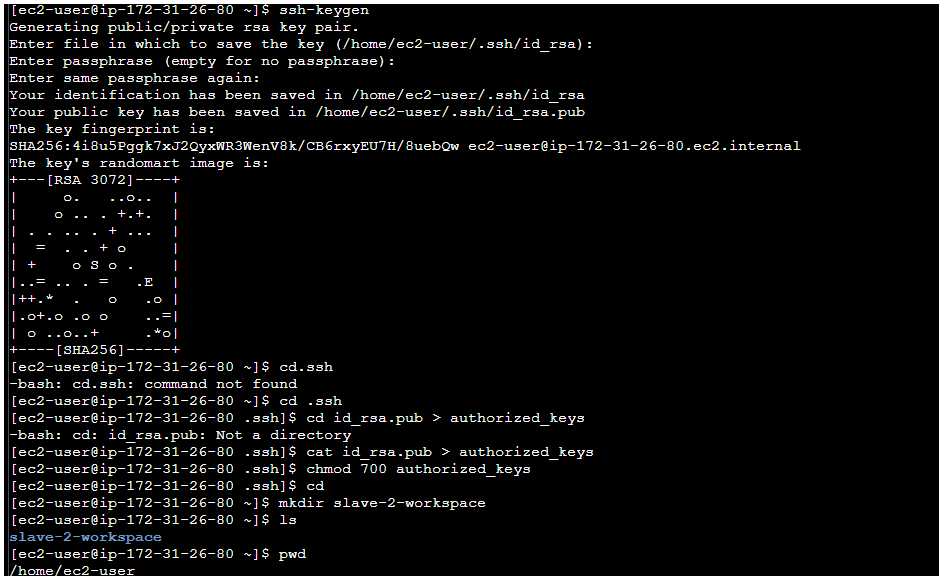 [ec2-user@ip-172-31-26-80 ~]$ ssh-keygen
Generating public/private rsa key pair.
Enter file in which to save the key (/home/ec2-user/.ssh/id_rsa):
Enter passphrase (empty for no passphrase):
Enter same passphrase again:
Your identification has been saved in /home/ec2-user/.ssh/id_rsa
Your public key has been saved in /home/ec2-user/.ssh/id_rsa.pub
The key fingerprint is:
SHA256:4i8u5Pggk7xJ2QyxWR3WenV8k/CB6rxyEU7H/8uebQw ec2-user@ip-172-31-26-80.ec2.internal
The key's randomart image is:
+---[RSA 3072]----+
|     o.   ..o..  |
|    o .. . +.+.  |
| . . .. . + ...  |
|  =  . . + o     |
| +    o S o .    |
|..= .. . =   .E  |
|++.*  .   o   .o |
|.o+.o .o o    ..=|
| o ..o..+     .*o|
+----[SHA256]-----+
[ec2-user@ip-172-31-26-80 ~]$ cd.ssh
-bash: cd.ssh: command not found
[ec2-user@ip-172-31-26-80 ~]$ cd .ssh
[ec2-user@ip-172-31-26-80 .ssh]$ cd id_rsa.pub > authorized_keys
-bash: cd: id_rsa.pub: Not a directory
[ec2-user@ip-172-31-26-80 .ssh]$ cat id_rsa.pub > authorized_keys
[ec2-user@ip-172-31-26-80 .ssh]$ chmod 700 authorized_keys
[ec2-user@ip-172-31-26-80 .ssh]$ cd
[ec2-user@ip-172-31-26-80 ~]$ mkdir slave-2-workspace
[ec2-user@ip-172-31-26-80 ~]$ ls
slave-2-workspace
[ec2-user@ip-172-31-26-80 ~]$ pwd
/home/ec2-user